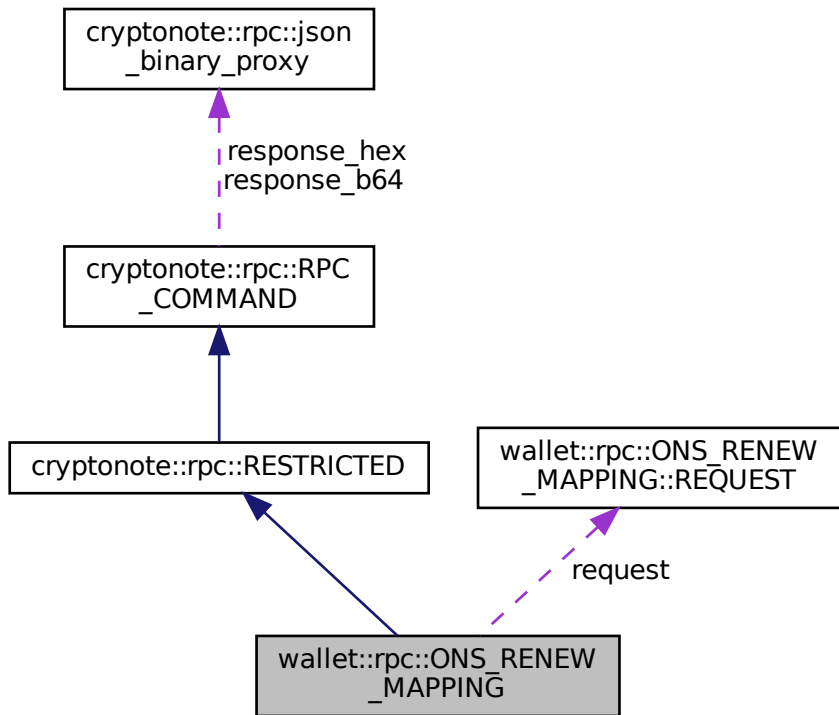 cryptonote::rpc::json
_binary_proxy
response_hex
response_b64
cryptonote::rpc::RPC
_COMMAND
cryptonote::rpc::RESTRICTED
wallet::rpc::ONS_RENEW
_MAPPING::REQUEST
request
wallet::rpc::ONS_RENEW
_MAPPING